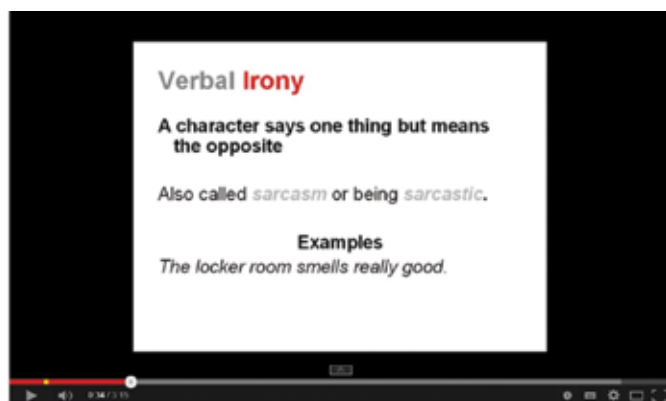 Verbal Irony
A character says one thing but means
the opposite
Also called sarcasm or being sarcastic.
Examples
The locker room smells really good.